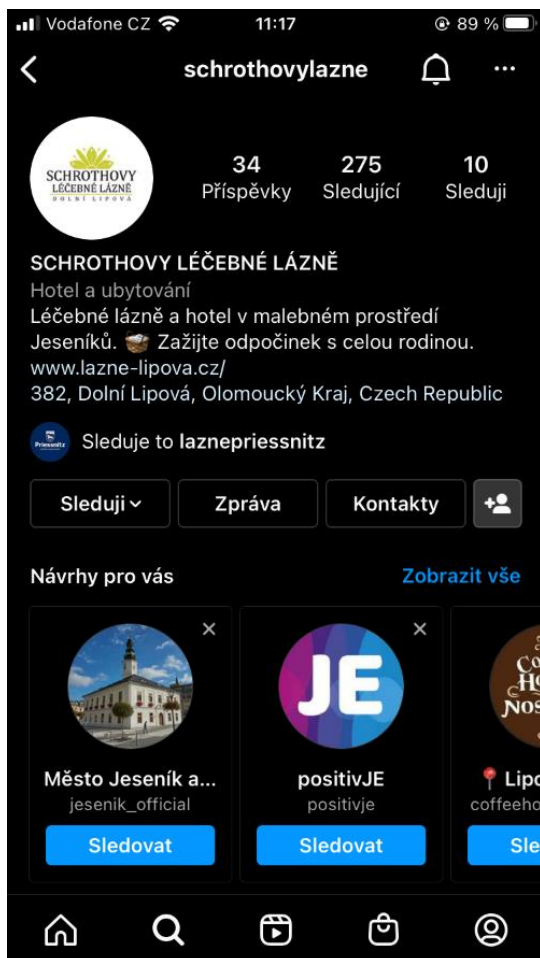 Vodafone CZ 11:17 89 %
schrothovylazne
SCHROTHOVY
LÉČEBNÉ LÁZNĚ
DOLNÍ LIPOVÁ
34 275 10
Příspěvky Sledující Sleduji
SCHROTHOVY LÉČEBNÉ LÁZNĚ
Hotel a ubytování
Léčebné lázně a hotel v malebném prostředí
Jeseníků. Zažijte odpočinek s celou rodinou.
www.lazne-lipova.cz/
382, Dolní Lipová, Olomoucký Kraj, Czech Republic
Priessnitz
Sleduje to laznepriessnitz
Sleduji Zpráva Kontakty
Návrhy pro vás Zobrazit vše
JE
Město Jeseník a... positivJE Lipo
jesenik_official positivje coffeeho
Sledovat Sledovat Sle